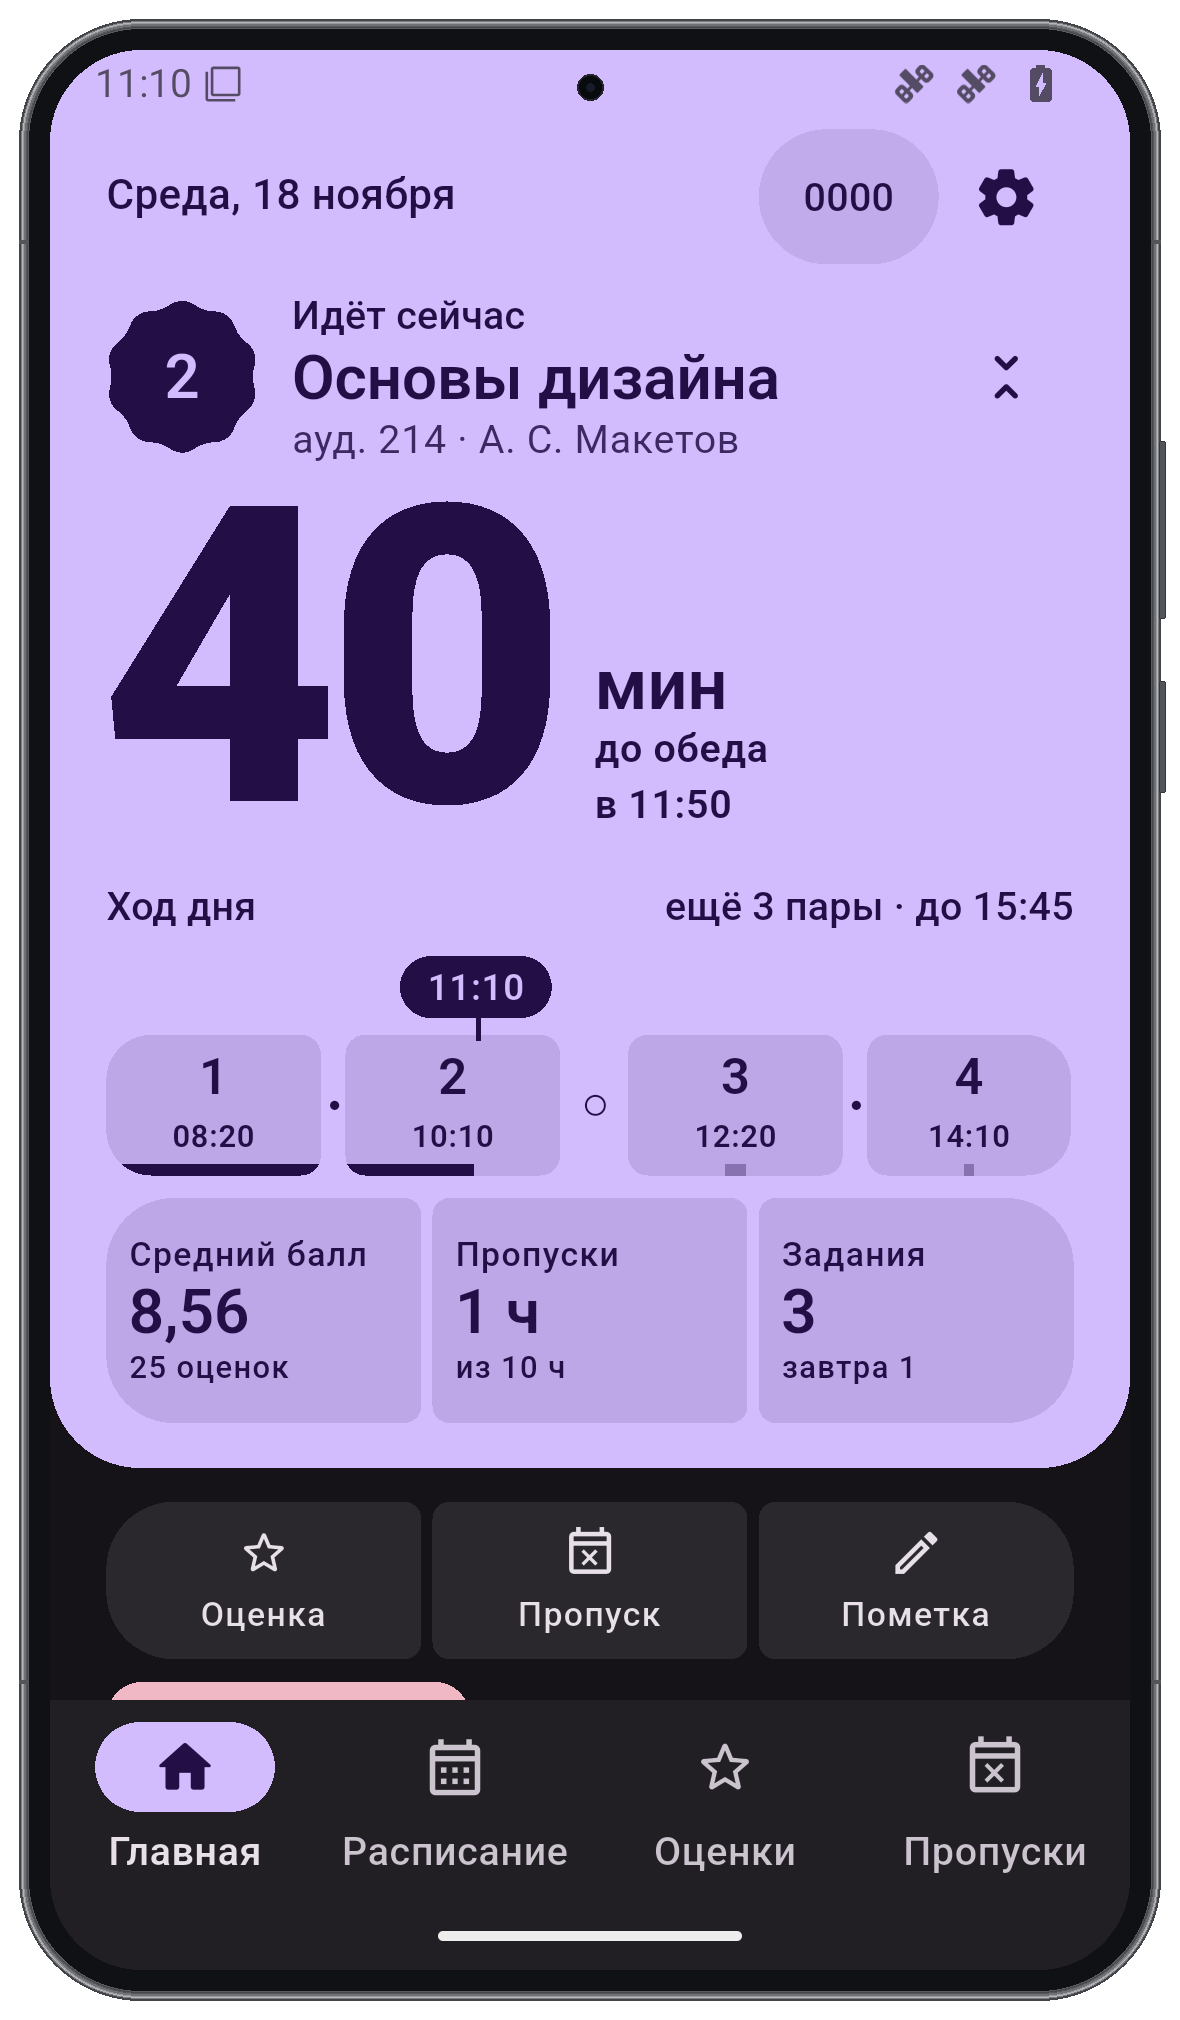 11:10
Среда, 18 ноября
0000
2
Идёт сейчас
Основы дизайна
ауд. 214 · А. С. Макетов
40
мин
до обеда
в 11:50
Ход дня
ещё 3 пары · до 15:45
11:10
1
08:20
2
10:10
3
12:20
4
14:10
Средний балл
8,56
25 оценок
Пропуски
1 ч
из 10 ч
Задания
3
завтра 1
Оценка
Пропуск
Пометка
Главная
Расписание
Оценки
Пропуски